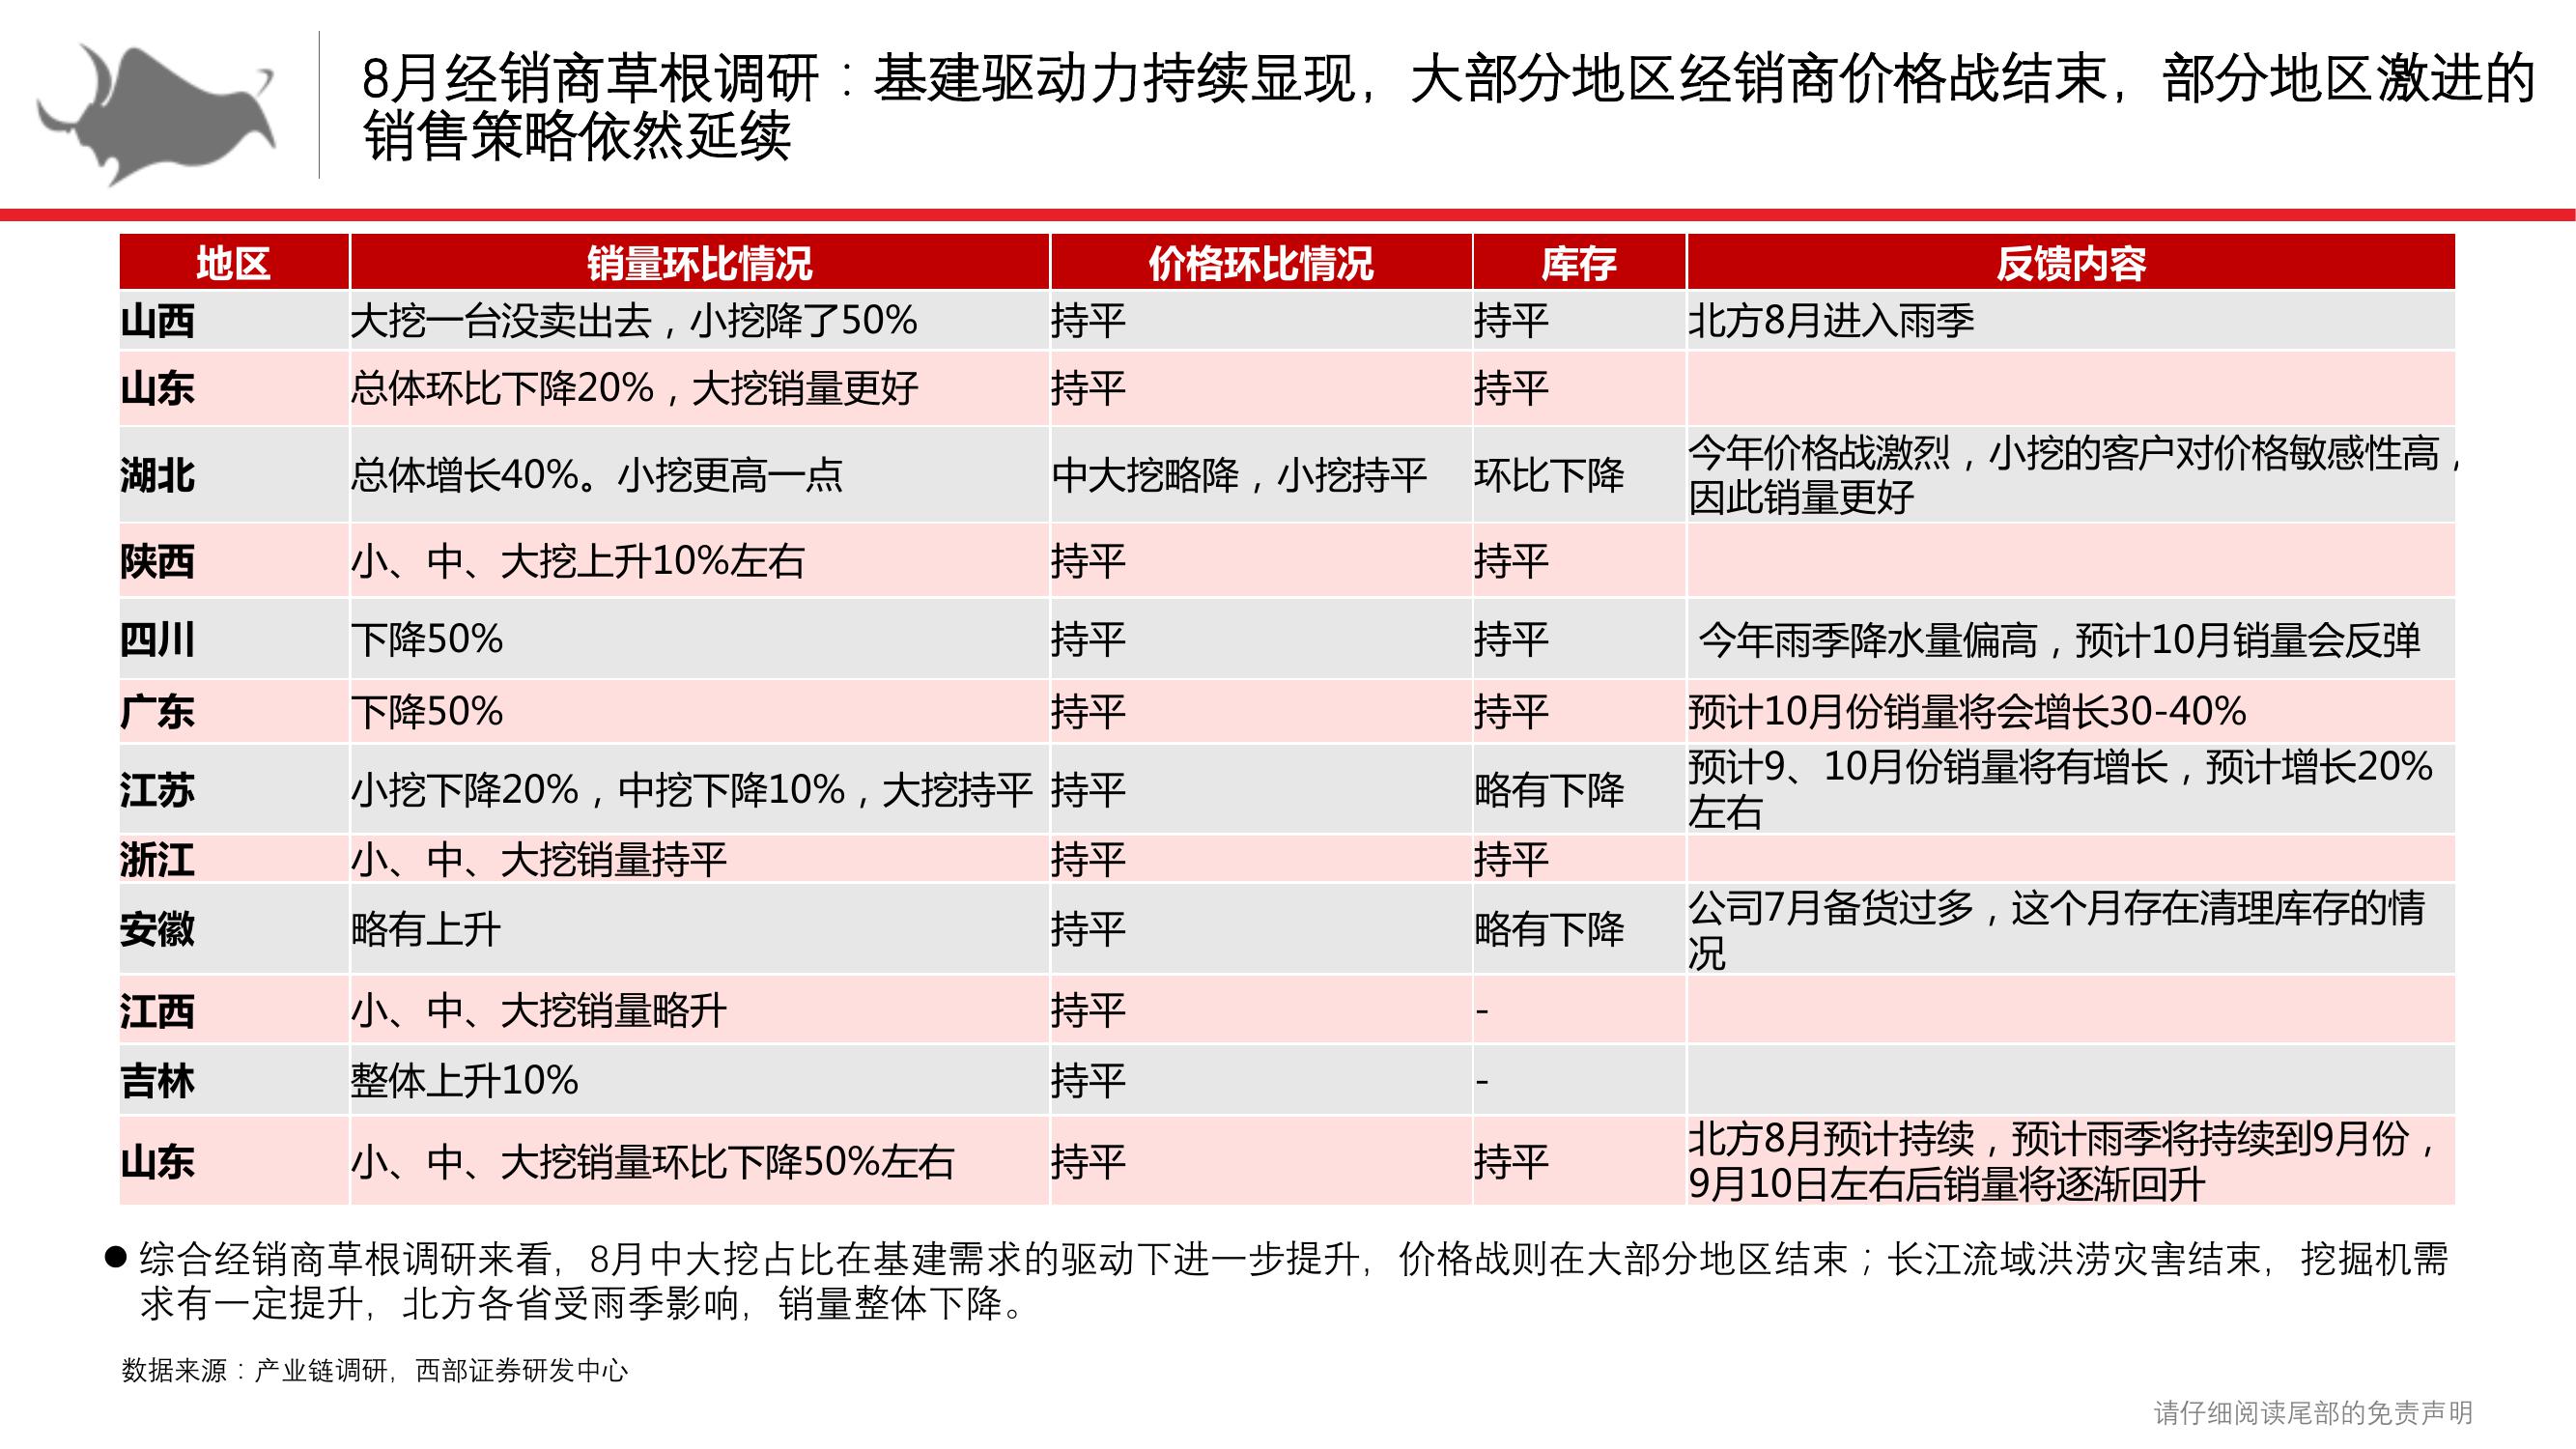 8月经销商草根调研：基建驱动力持续显现，大部分地区经销商价格战结束，部分地区激进的
销售策略依然延续
地区 销量环比情况 价格环比情况 库存 反馈内容
山西 大挖一台没卖出去，小挖降了50% 持平 持平 北方8月进入雨季
山东 总体环比下降20%，大挖销量更好 持平 持平
湖北 总体增长40%。小挖更高一点 中大挖略降，小挖持平 环比下降 今年价格战激烈，小挖的客户对价格敏感性高，
因此销量更好
陕西 小、中、大挖上升10%左右 持平 持平
四川 下降50% 持平 持平 今年雨季降水量偏高，预计10月销量会反弹
广东 下降50% 持平 持平 预计10月份销量将会增长30-40%
江苏 小挖下降20%，中挖下降10%，大挖持平 持平 略有下降 预计9、10月份销量将有增长，预计增长20%
左右
浙江 小、中、大挖销量持平 持平 持平
安徽 略有上升 持平 略有下降 公司7月备货过多，这个月存在清理库存的情
况
江西 小、中、大挖销量略升 持平 -
吉林 整体上升10% 持平 -
山东 小、中、大挖销量环比下降50%左右 持平 持平 北方8月预计持续，预计雨季将持续到9月份，
9月10日左右后销量将逐渐回升
● 综合经销商草根调研来看，8月中大挖占比在基建需求的驱动下进一步提升，价格战则在大部分地区结束；长江流域洪涝灾害结束，挖掘机需
求有一定提升，北方各省受雨季影响，销量整体下降。
数据来源：产业链调研，西部证券研发中心
请仔细阅读尾部的免责声明